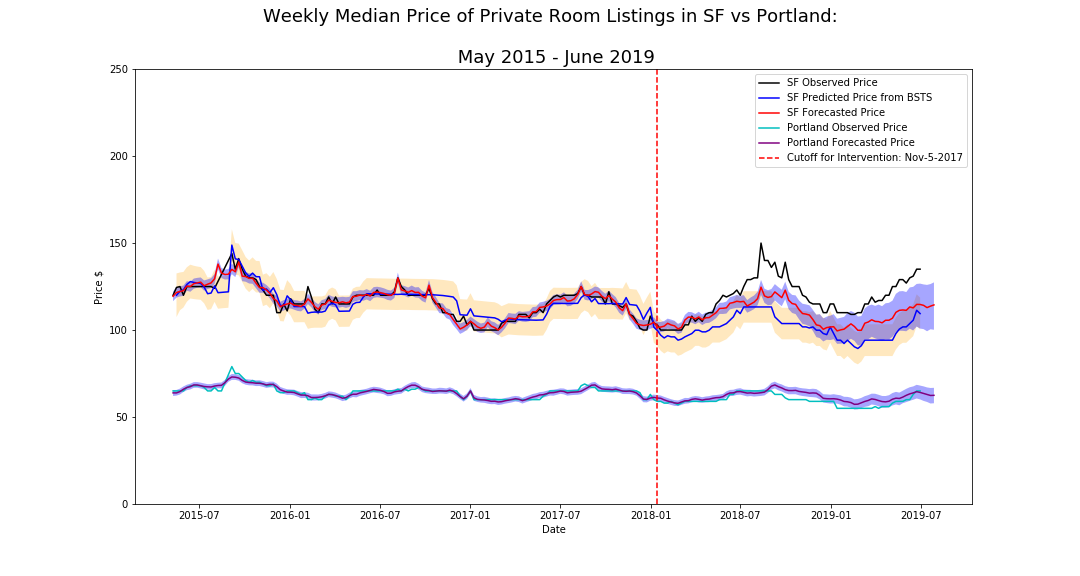 Weekly Median Price of Private Room Listings in SF vs Portland:
May 2015 - June 2019
250
200
150
100
50
0
Price $
2015-07
2016-01
2016-07
2017-01
2017-07
2018-01
2018-07
2019-01
2019-07
Date
SF Observed Price
SF Predicted Price from BSTS
SF Forecasted Price
Portland Observed Price
Portland Forecasted Price
Cutoff for Intervention: Nov-5-2017